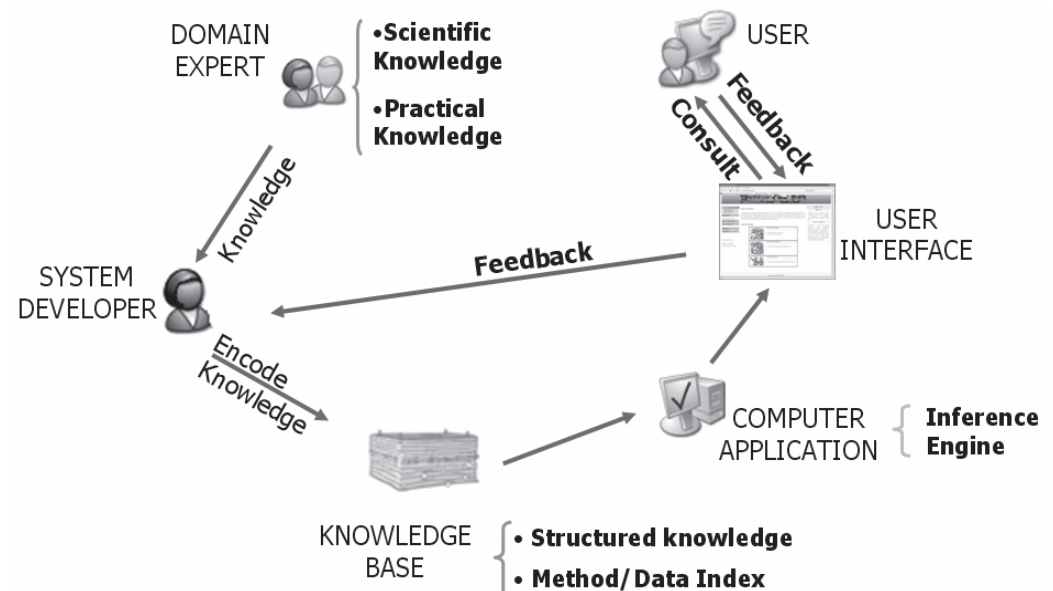 DOMAIN
EXPERT
•Scientific
Knowledge
•Practical
Knowledge
USER
Feedback
Consult
USER
INTERFACE
Knowledge
Feedback
SYSTEM
DEVELOPER
Encode
Knowledge
COMPUTER
APPLICATION
Inference
Engine
KNOWLEDGE
BASE
• Structured knowledge
• Method/Data Index